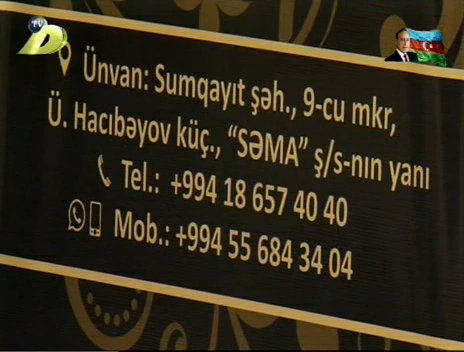 TV
D
Ünvan: Sumqayıt şəh., 9-cu mkr,
Ü. Hacıbəyov küç., “SƏMA” ş/s-nın yanı
Tel.: +994 18 657 40 40
Mob.: +994 55 684 34 04